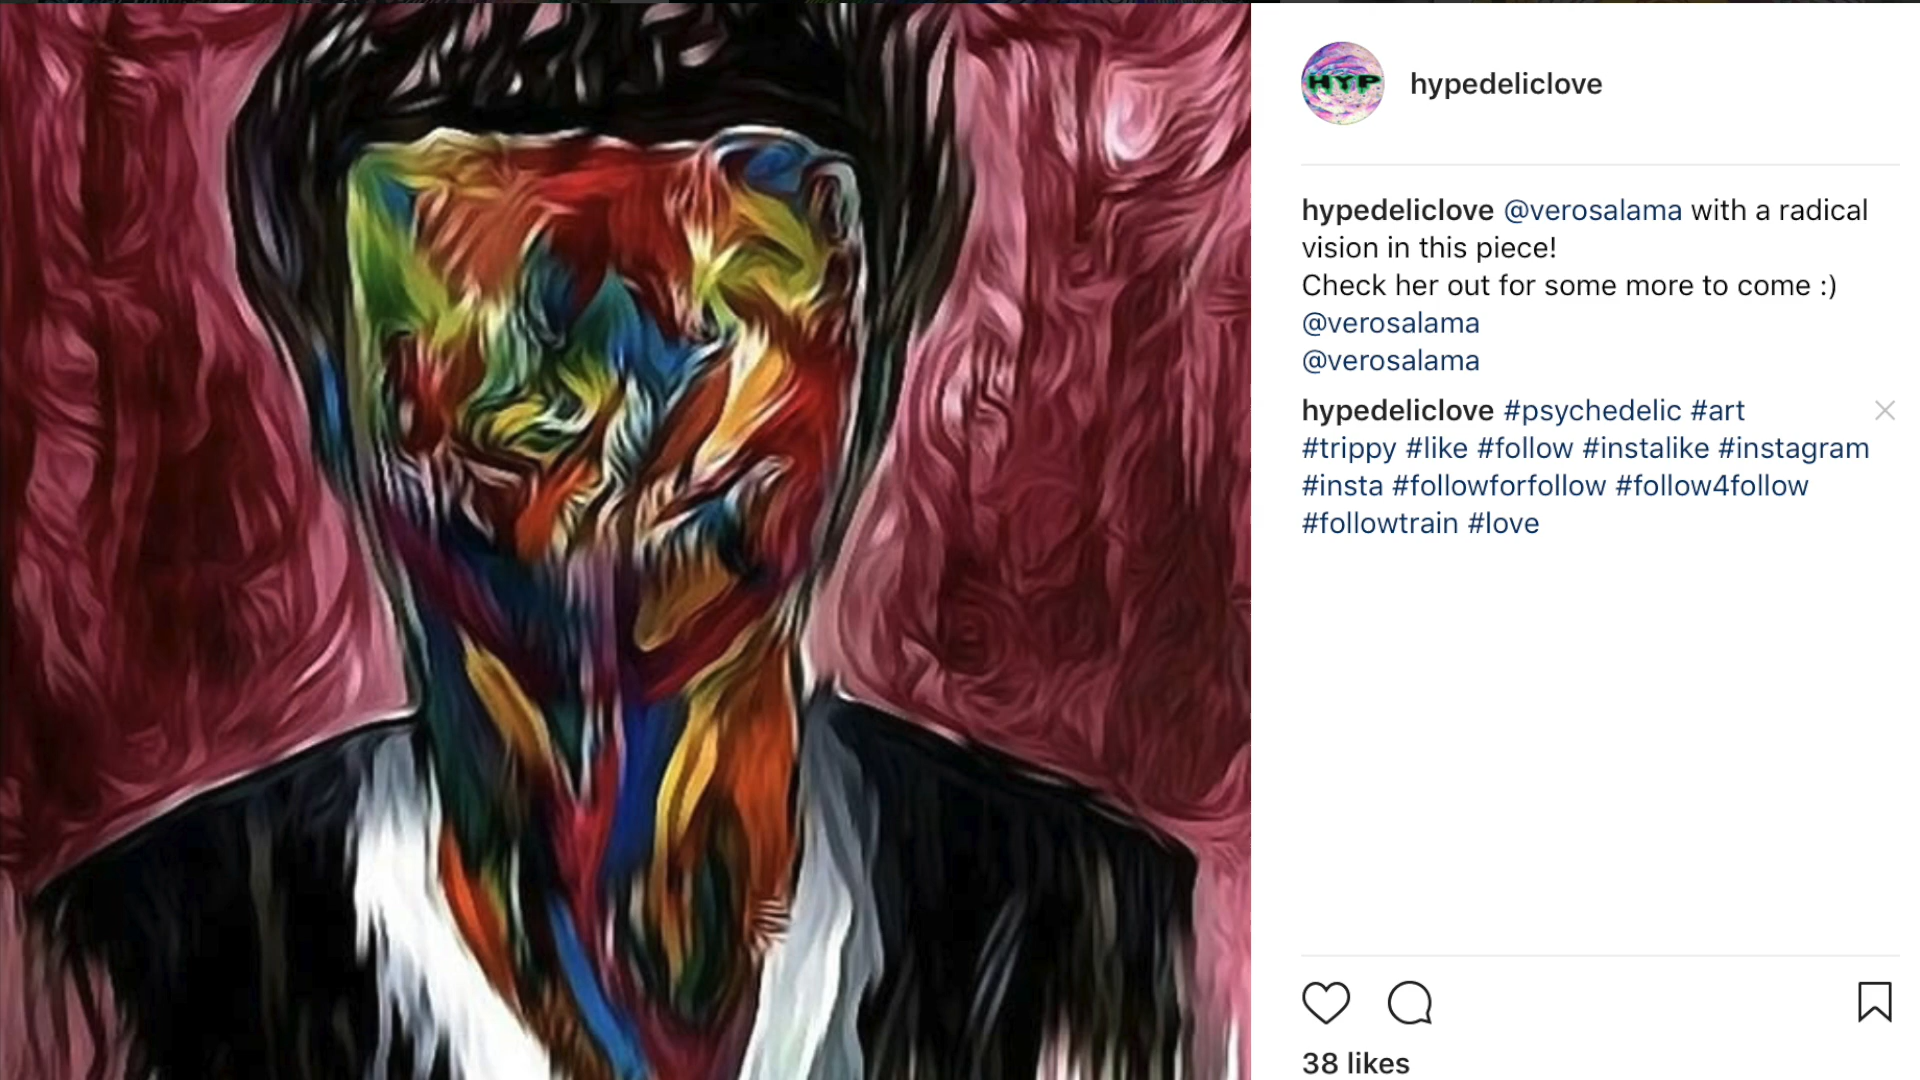 HYP
hypedeliclove
hypedeliclove @verosalama with a radical
vision in this piece!
Check her out for some more to come :)
@verosalama
@verosalama
hypedeliclove #psychedelic #art
#trippy #like #follow #instalike #instagram
#insta #followforfollow #follow4follow
#followtrain #love
38 likes